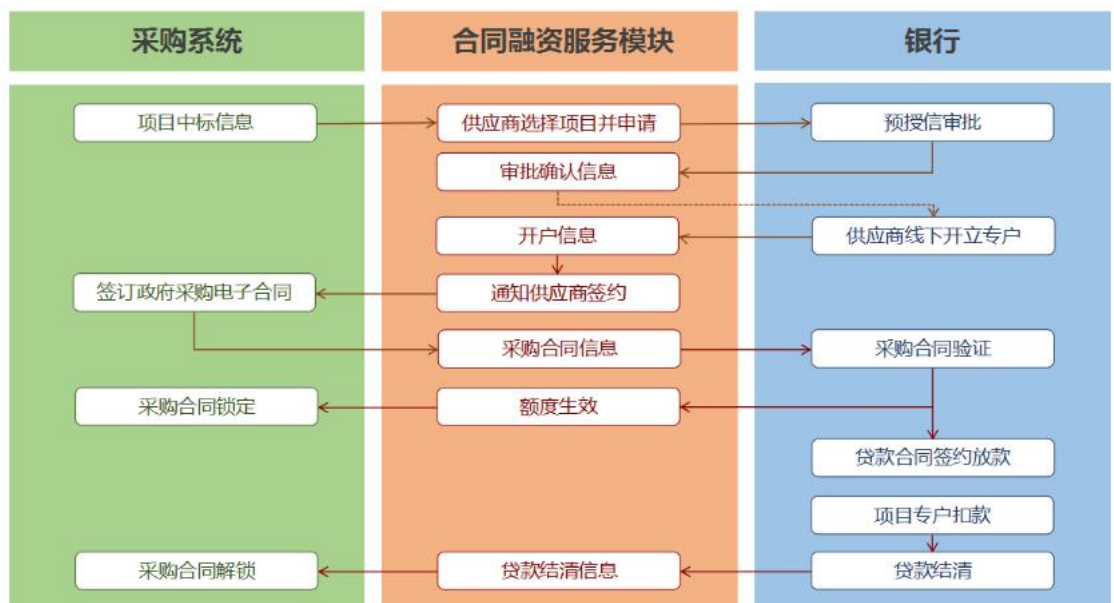 采购系统
合同融资服务模块
银行
项目中标信息
供应商选择项目并申请
预授信审批
审批确认信息
开户信息
供应商线下开立专户
签订政府采购电子合同
通知供应商签约
采购合同信息
采购合同验证
采购合同锁定
额度生效
贷款合同签约放款
项目专户扣款
采购合同解锁
贷款结清信息
贷款结清